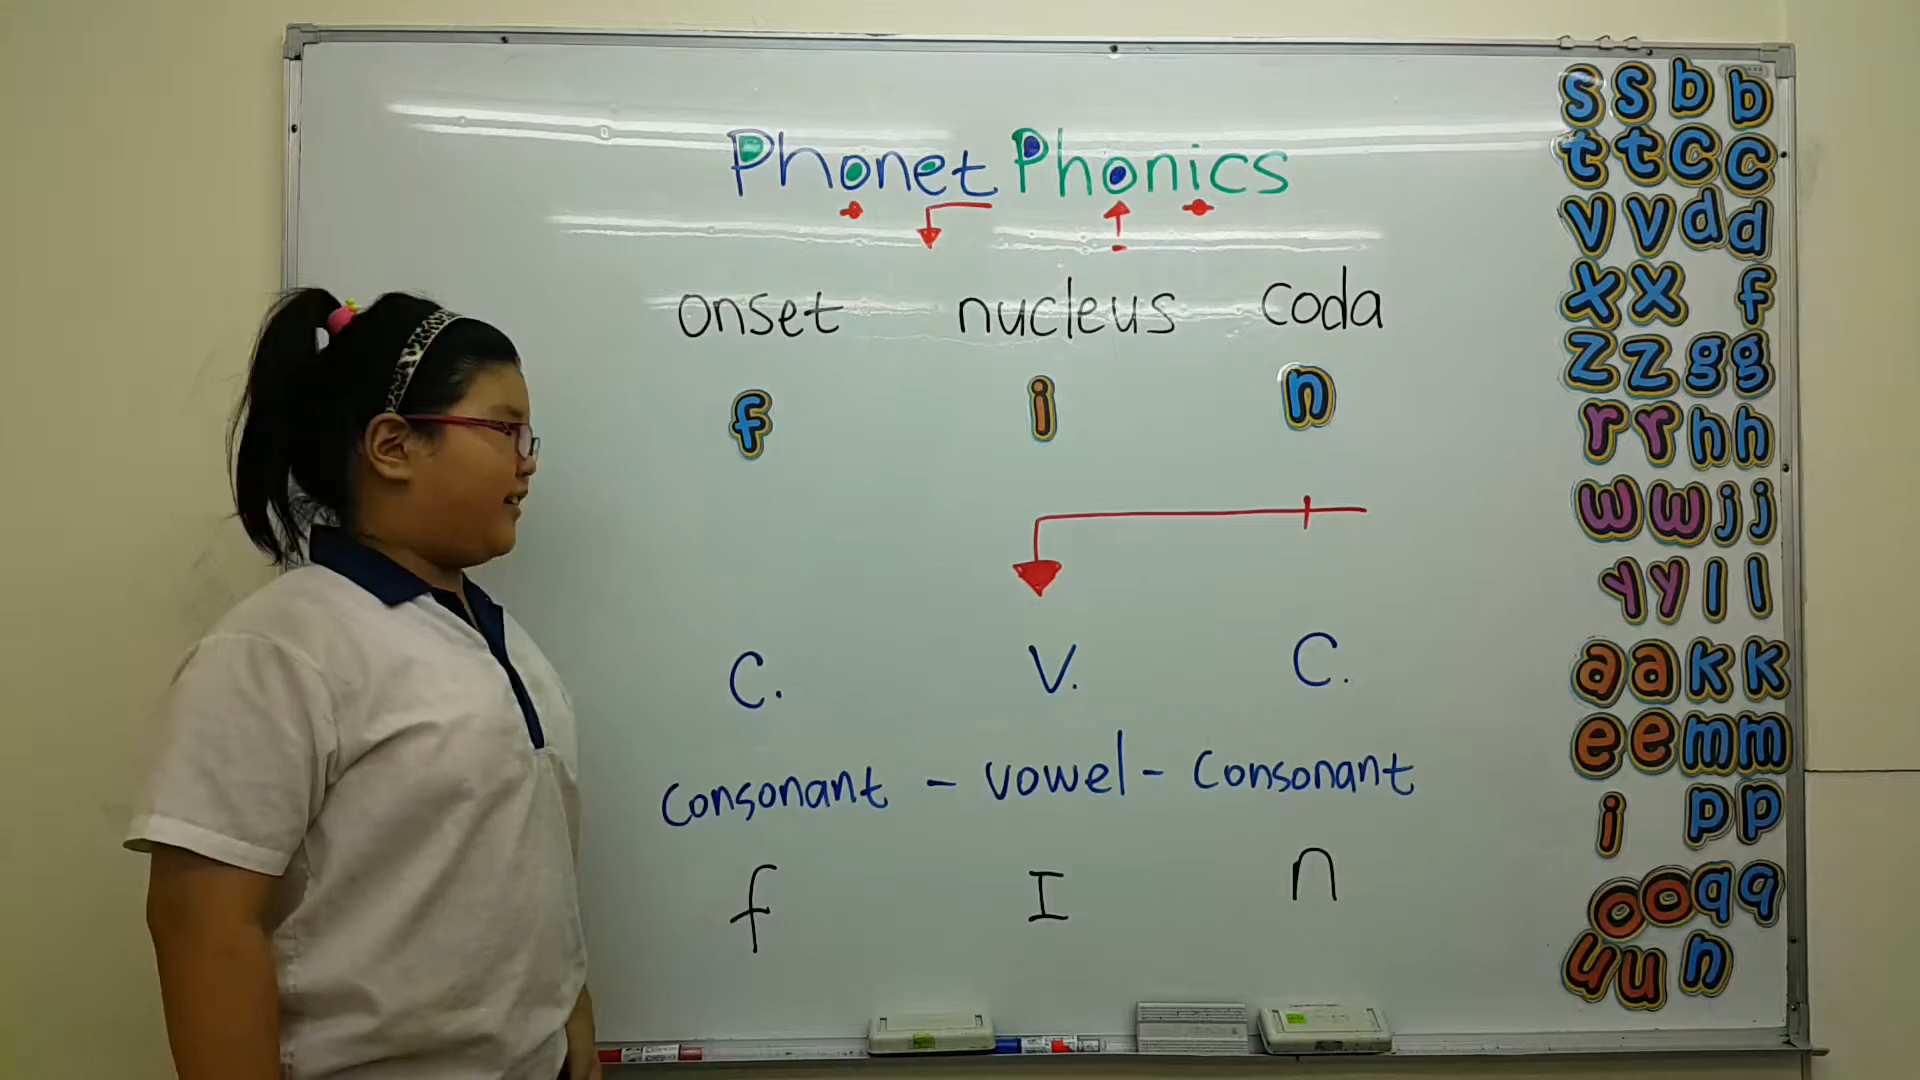 Phonet Phonics
onset nucleus coda
f i n
C. V. C.
consonant - vowel - consonant
f I n
s s b b
t t c c
v v d d
x x f
z z g g
r r h h
w w j j
y y l l
a a k k
e e m m
i p p
o o q q
u u n